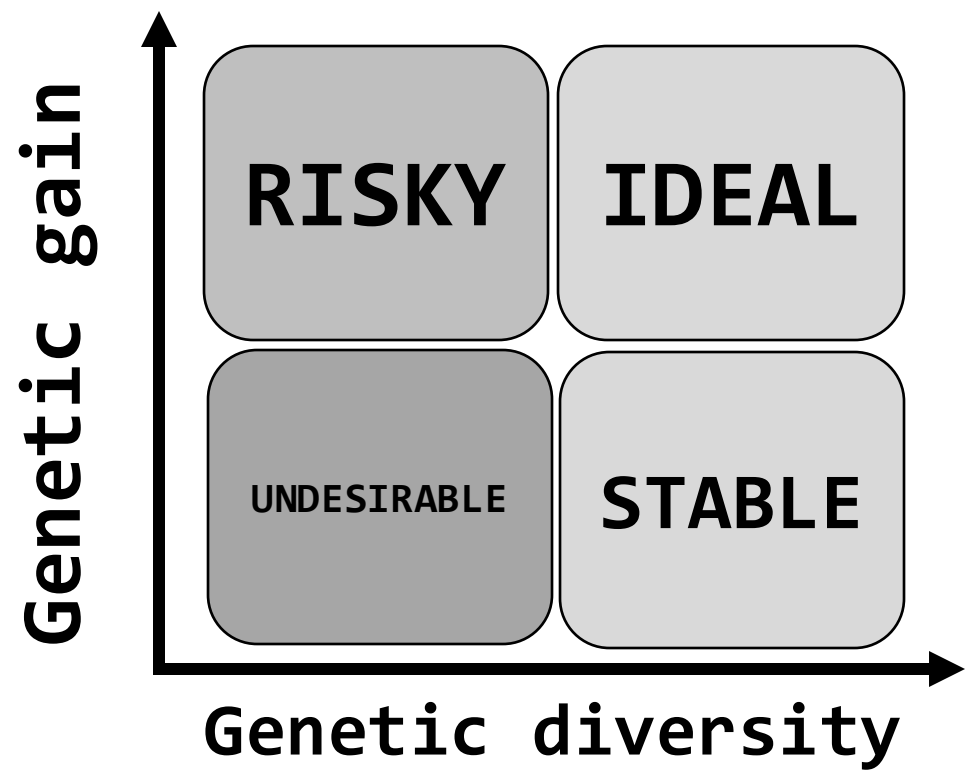 Genetic gain
RISKY
IDEAL
UNDESIRABLE
STABLE
Genetic diversity